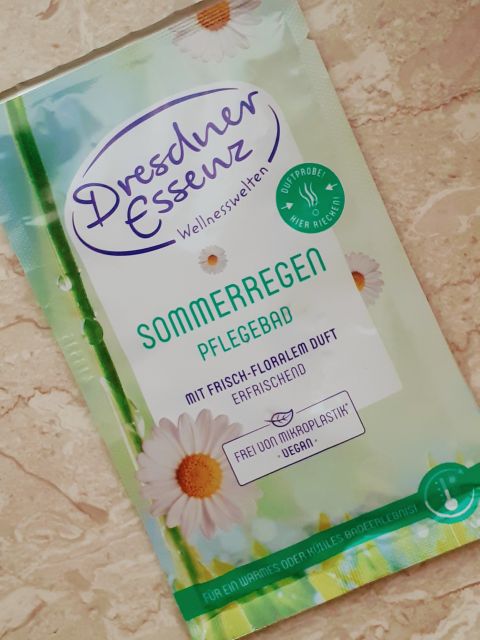 Dresdner
Essenz
Wellnesswelten
DUFTPROBE!
HIER RIECHEN!
SOMMERREGEN
PFLEGEBAD
MIT FRISCH-FLORALEM DUFT
ERFRISCHEND
FREI VON MIKROPLASTIK*
- VEGAN -
FÜR EIN WARMES ODER KÜHLES BADEERLEBNIS!